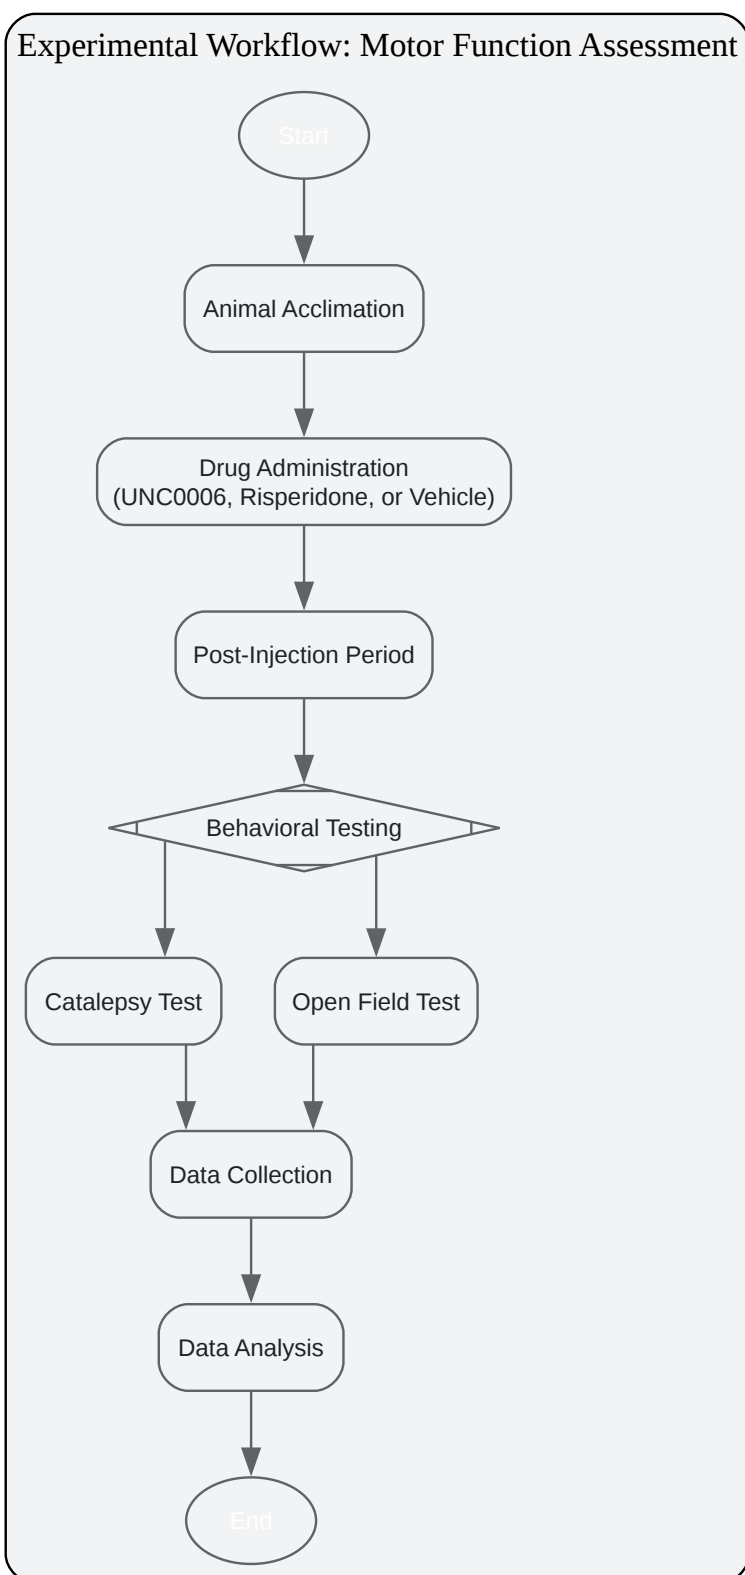 Experimental Workflow: Motor Function Assessment
Start
Animal Acclimation
Drug Administration
(UNC0006, Risperidone, or Vehicle)
Post-Injection Period
Behavioral Testing
Catalepsy Test
Open Field Test
Data Collection
Data Analysis
End